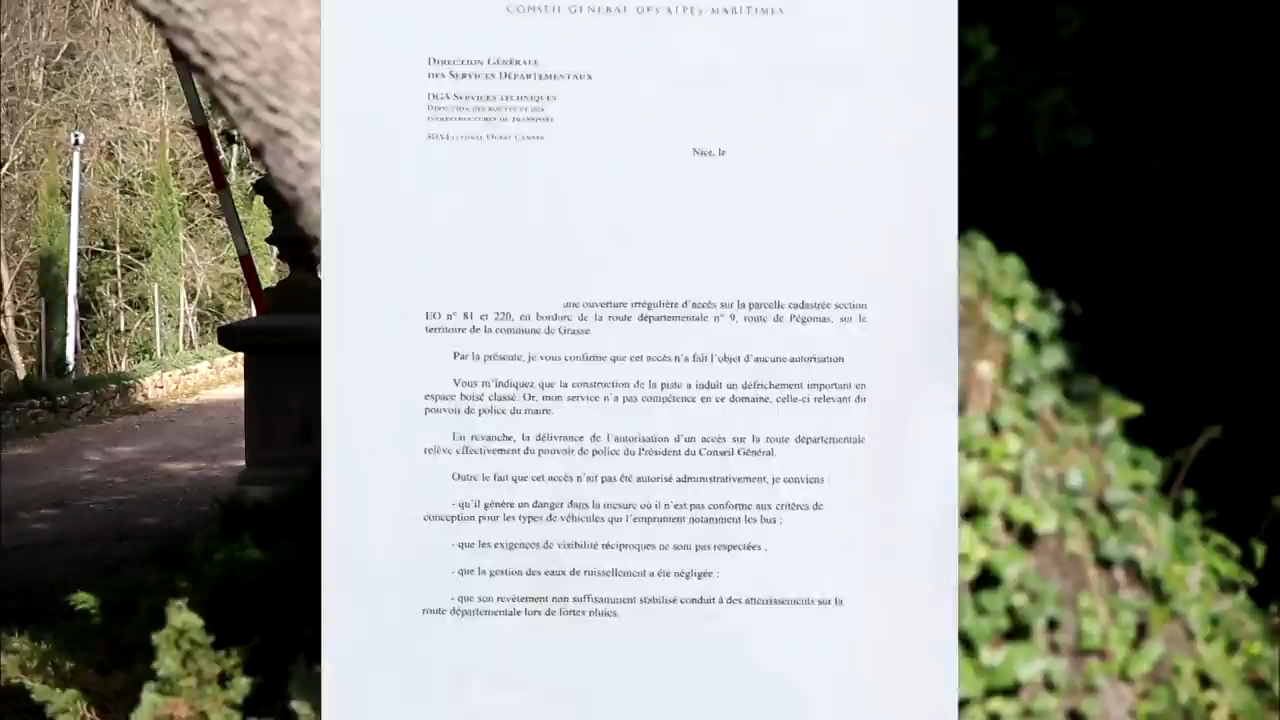 CONSEIL GÉNÉRAL DES ALPES-MARITIMES
DIRECTION GÉNÉRALE
DES SERVICES DÉPARTEMENTAUX
DGA SERVICES TECHNIQUES
DIRECTION DES ROUTES ET DES
INFRASTRUCTURES DE TRANSPORT
Nice, le
une ouverture irrégulière d'accès sur la parcelle cadastrée section
EO n° 81 et 220, en bordure de la route départementale n° 9, route de Pégomas, sur le
territoire de la commune de Grasse.
Par la présente, je vous confirme que cet accès n'a fait l'objet d'aucune autorisation
Vous m'indiquez que la construction de la piste a induit un défrichement important en
espace boisé classé. Or, mon service n'a pas compétence en ce domaine, celle-ci relevant du
pouvoir de police du maire.
En revanche, la délivrance de l'autorisation d'un accès sur la route départementale
relève effectivement du pouvoir de police du Président du Conseil Général.
Outre le fait que cet accès n'ait pas été autorisé administrativement, je conviens :
- qu'il génère un danger dans la mesure où il n'est pas conforme aux critères de
conception pour les types de véhicules qui l'empruntent notamment les bus ;
- que les exigences de visibilité réciproques ne sont pas respectées ;
- que la gestion des eaux de ruissellement a été négligée ;
- que son revêtement non suffisamment stabilisé conduit à des atterrissements sur la
route départementale lors de fortes pluies.